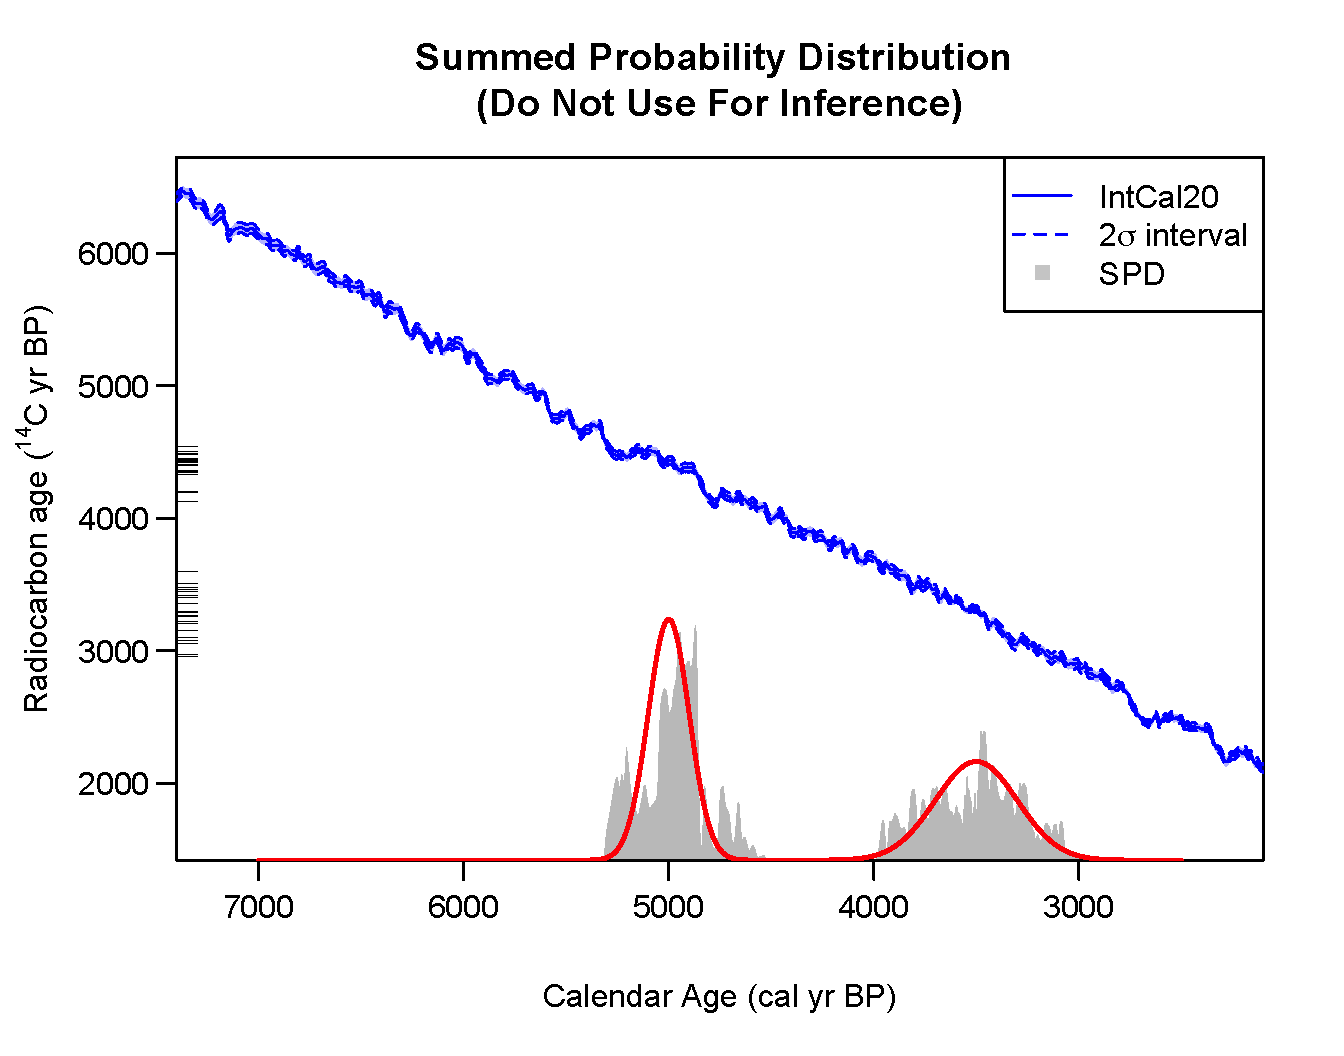 Summed Probability Distribution
(Do Not Use For Inference)
IntCal20
2σ interval
SPD
Radiocarbon age (¹⁴C yr BP)
6000
5000
4000
3000
2000
7000 6000 5000 4000 3000
Calendar Age (cal yr BP)